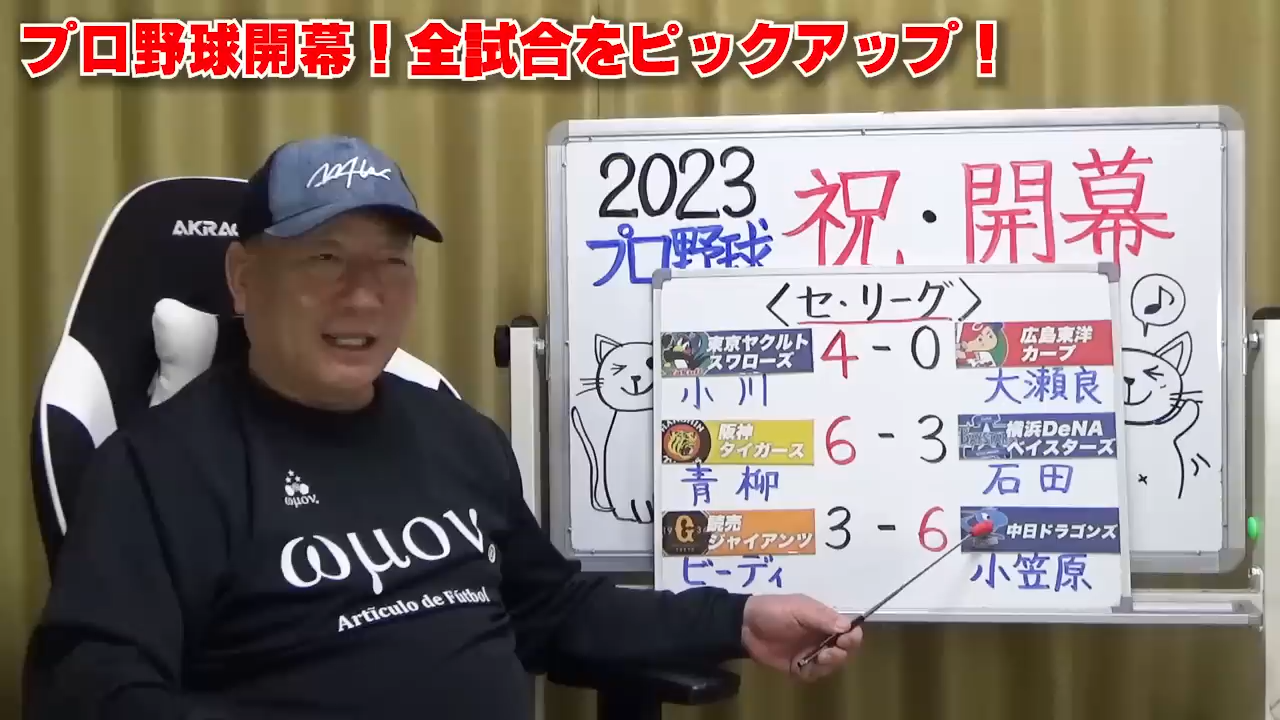 プロ野球開幕！全試合をピックアップ！
2023
プロ野球
祝・開幕
〈セ・リーグ〉
東京ヤクルト
スワローズ
4 - 0
広島東洋
カープ
小川
大瀬良
阪神
タイガース
6 - 3
横浜DeNA
ベイスターズ
青柳
石田
読売
ジャイアンツ
3 - 6
中日ドラゴンズ
ビーディ
小笠原
AKRAC
ωμον.
ωμον
Artículo de Fútbol